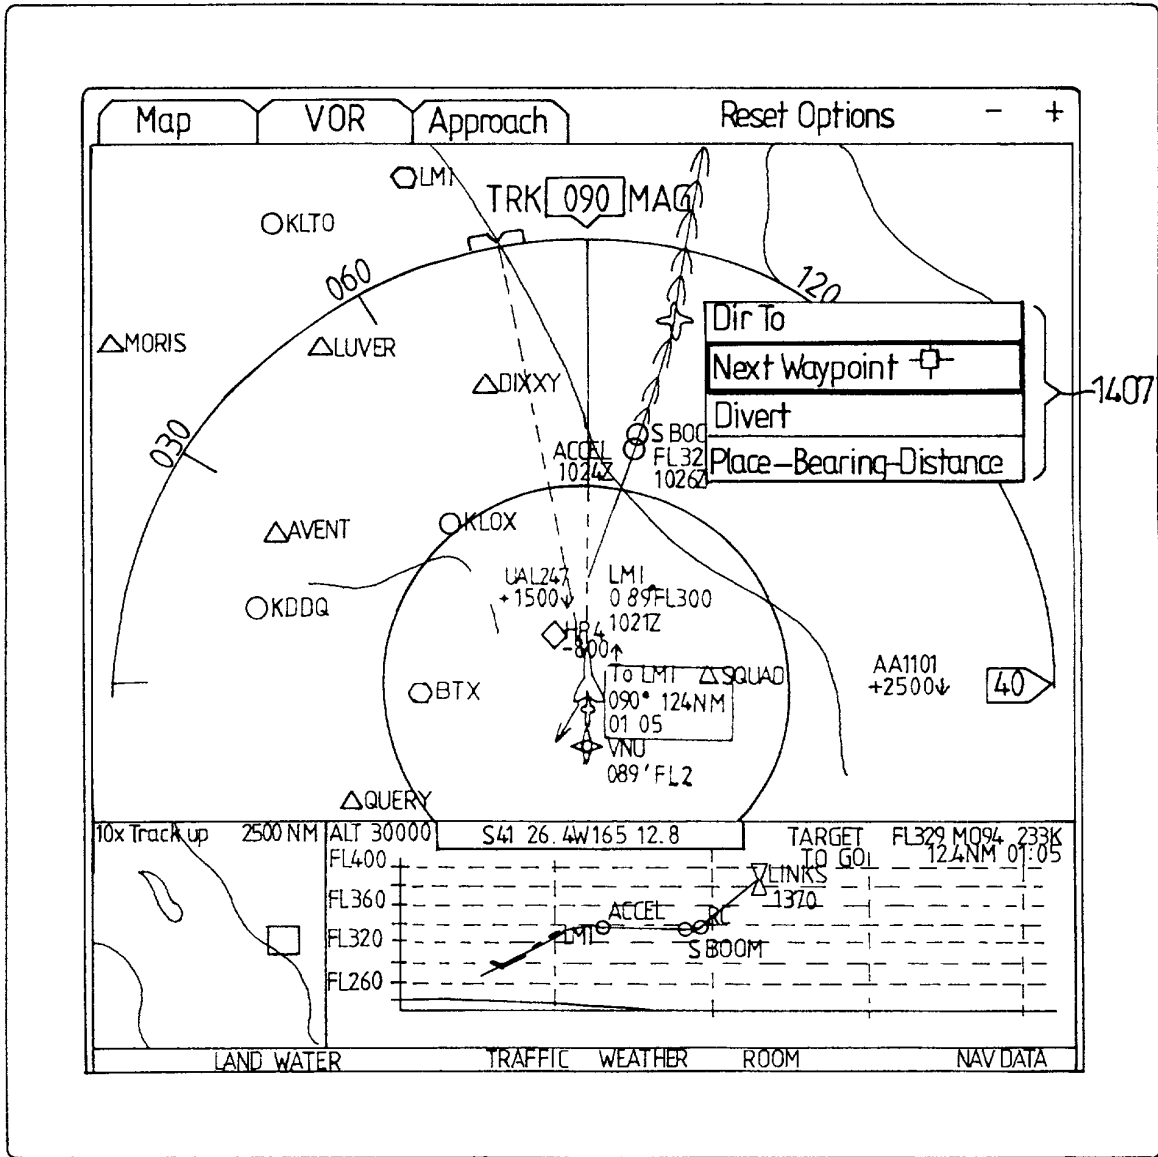 Map VOR Approach Reset Options - +
LMI
TRK 090 MAG
KLTO
060
120
MORIS
LUVER
Dir To
DIXXY
Next Waypoint
1407
Divert
S BOO
ACCEL
FL32
Place-Bearing-Distance
030
1024Z
1026Z
AVENT
KLOX
UAL247
LMI
+1500↓
0 89 FL300
KDDQ
1021Z
HR4
-800↑
To LMI
SQUAD
AA1101
+2500↓
40
BTX
090° 124NM
01 05
VNU
089' FL2
QUERY
10x Track up 2500 NM
ALT 30000
S41 26.4W165 12.8
TARGET FL329 M094 233K
TO GO 124NM 01:05
FL400
LINKS
1370
FL360
ACCEL
RC
FL320
LMI
S BOOM
FL260
LAND WATER TRAFFIC WEATHER ROOM NAV DATA